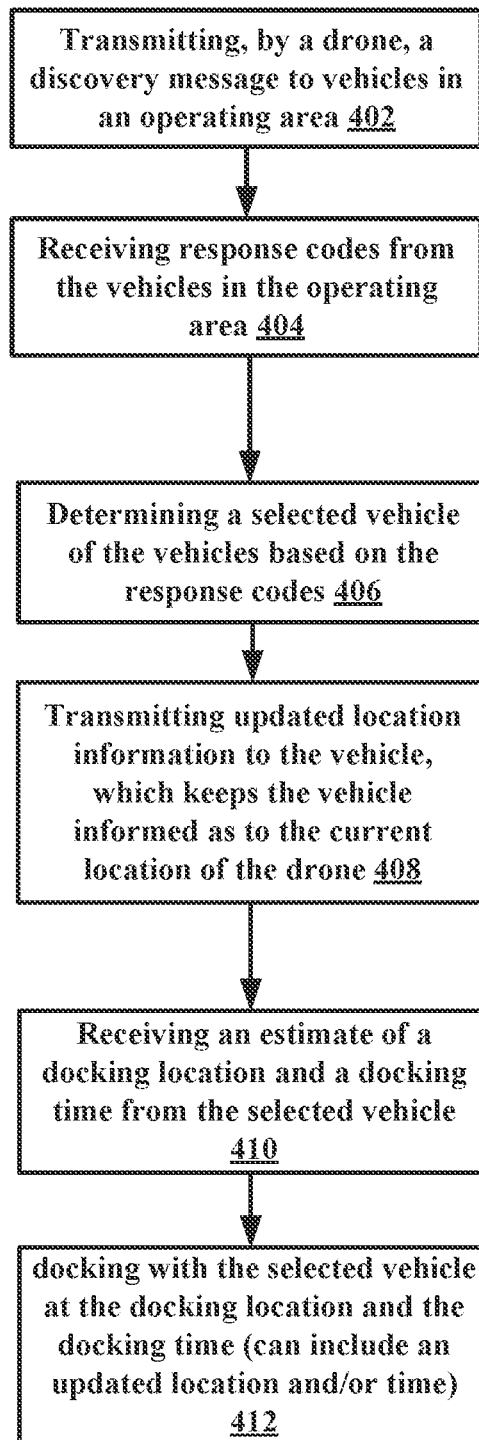 Transmitting, by a drone, a
discovery message to vehicles in
an operating area 402
Receiving response codes from
the vehicles in the operating
area 404
Determining a selected vehicle
of the vehicles based on the
response codes 406
Transmitting updated location
information to the vehicle,
which keeps the vehicle
informed as to the current
location of the drone 408
Receiving an estimate of a
docking location and a docking
time from the selected vehicle
410
docking with the selected vehicle
at the docking location and the
docking time (can include an
updated location and/or time)
412